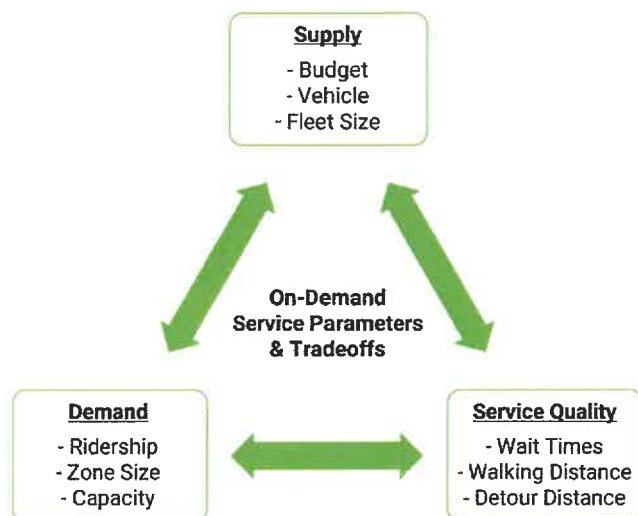 Supply
- Budget
- Vehicle
- Fleet Size
On-Demand
Service Parameters
& Tradeoffs
Demand
- Ridership
- Zone Size
- Capacity
Service Quality
- Wait Times
- Walking Distance
- Detour Distance